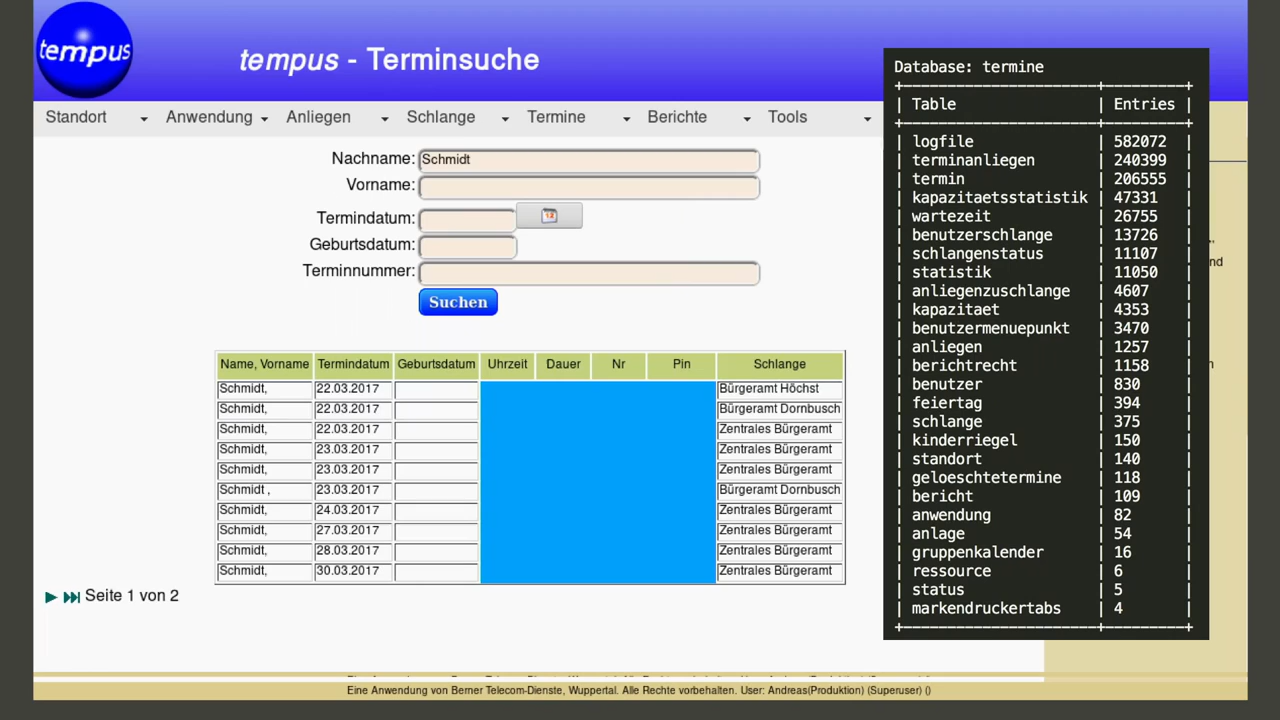 tempus
tempus - Terminsuche
Standort Anwendung Anliegen Schlange Termine Berichte Tools
Nachname: Schmidt
Vorname:
Termindatum: 12
Geburtsdatum:
Terminnummer:
Suchen
Name, Vorname Termindatum Geburtsdatum Uhrzeit Dauer Nr Pin Schlange
Schmidt, 22.03.2017 Bürgeramt Höchst
Schmidt, 22.03.2017 Bürgeramt Dornbusch
Schmidt, 22.03.2017 Zentrales Bürgeramt
Schmidt, 23.03.2017 Zentrales Bürgeramt
Schmidt, 23.03.2017 Zentrales Bürgeramt
Schmidt , 23.03.2017 Bürgeramt Dornbusch
Schmidt, 24.03.2017 Zentrales Bürgeramt
Schmidt, 27.03.2017 Zentrales Bürgeramt
Schmidt, 28.03.2017 Zentrales Bürgeramt
Schmidt, 30.03.2017 Zentrales Bürgeramt
Seite 1 von 2
Eine Anwendung von Berner Telecom-Dienste, Wuppertal. Alle Rechte vorbehalten. User: Andreas(Produktion) (Superuser) ()
Database: termine
+----------------------+---------+
| Table | Entries |
+----------------------+---------+
| logfile | 582072 |
| terminanliegen | 240399 |
| termin | 206555 |
| kapazitaetsstatistik | 47331 |
| wartezeit | 26755 |
| benutzerschlange | 13726 |
| schlangenstatus | 11107 |
| statistik | 11050 |
| anliegenzuschlange | 4607 |
| kapazitaet | 4353 |
| benutzermenuepunkt | 3470 |
| anliegen | 1257 |
| berichtrecht | 1158 |
| benutzer | 830 |
| feiertag | 394 |
| schlange | 375 |
| kinderriegel | 150 |
| standort | 140 |
| geloeschtetermine | 118 |
| bericht | 109 |
| anwendung | 82 |
| anlage | 54 |
| gruppenkalender | 16 |
| ressource | 6 |
| status | 5 |
| markendruckertabs | 4 |
+----------------------+---------+